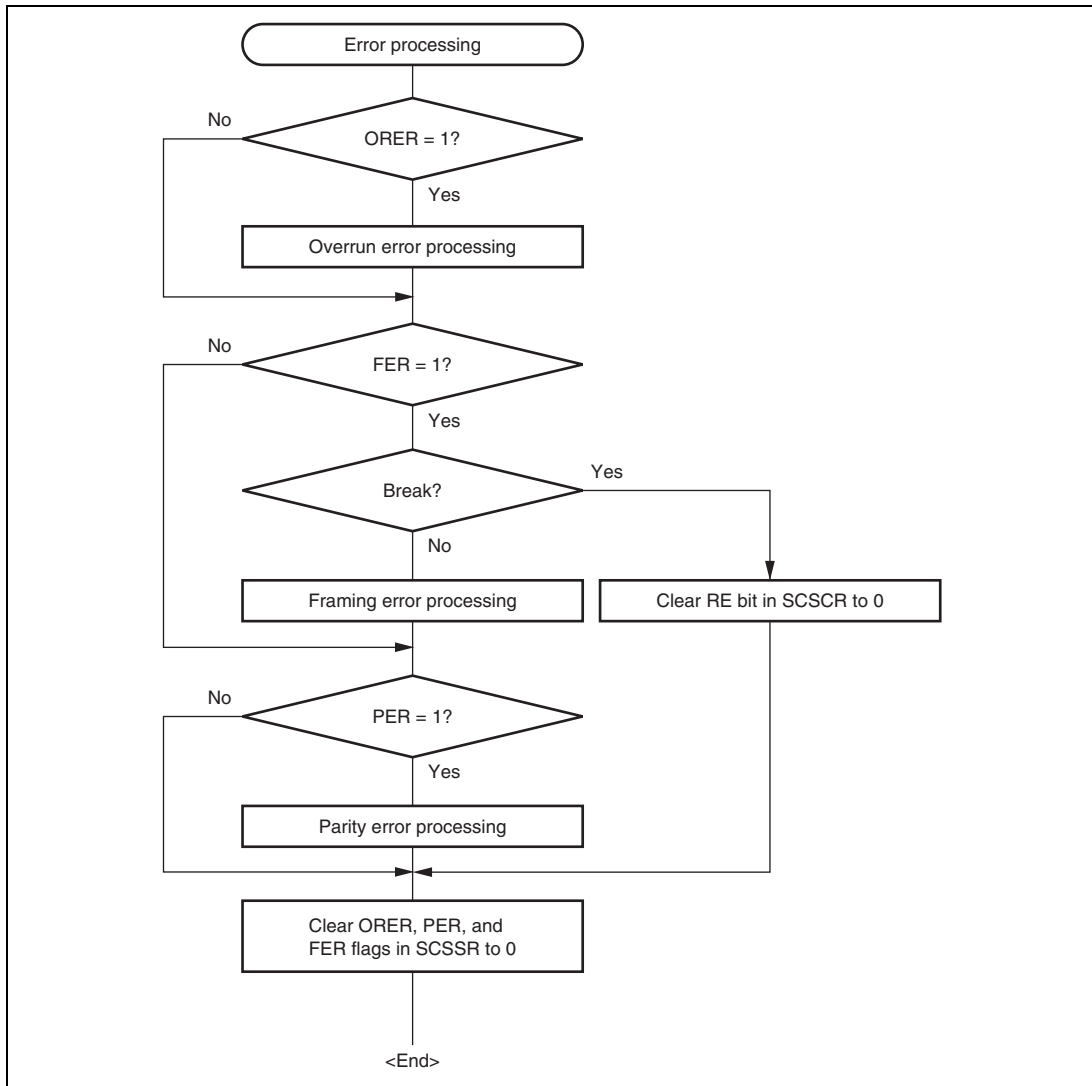 Error processing
No
ORER = 1?
Yes
Overrun error processing
No
FER = 1?
Yes
Yes
Break?
No
Framing error processing
Clear RE bit in SCSCR to 0
No
PER = 1?
Yes
Parity error processing
Clear ORER, PER, and
FER flags in SCSSR to 0
<End>